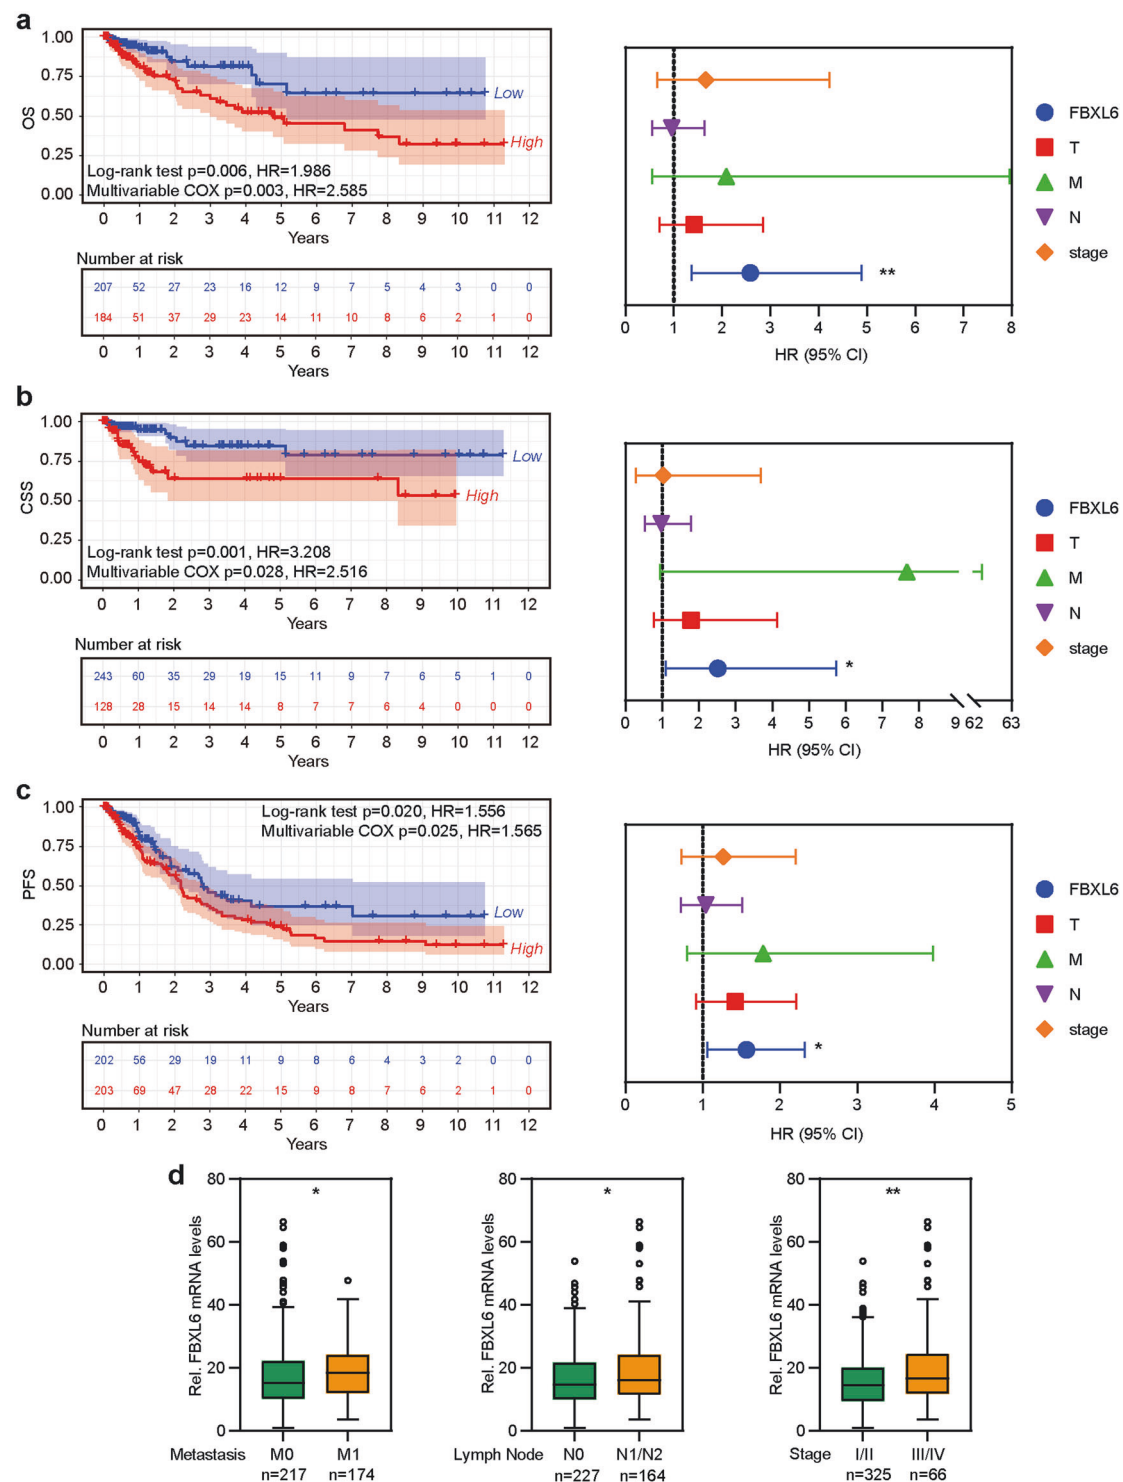 a
1.00
0.75
0.50
0.25
0.00
OS
Low
High
Log-rank test p=0.006, HR=1.986
Multivariable COX p=0.003, HR=2.585
0 1 2 3 4 5 6 7 8 9 10 11 12
Years
Number at risk
207 52 27 23 16 12 9 7 5 4 3 0 0
184 51 37 29 23 14 11 10 8 6 2 1 0
0 1 2 3 4 5 6 7 8 9 10 11 12
Years
**
0 1 2 3 4 5 6 7 8
HR (95% CI)
FBXL6
T
M
N
stage
b
1.00
0.75
0.50
0.25
0.00
CSS
Low
High
Log-rank test p=0.001, HR=3.208
Multivariable COX p=0.028, HR=2.516
0 1 2 3 4 5 6 7 8 9 10 11 12
Years
Number at risk
243 60 35 29 19 15 11 9 7 6 5 1 0
128 28 15 14 14 8 7 7 6 4 0 0 0
0 1 2 3 4 5 6 7 8 9 10 11 12
Years
*
0 1 2 3 4 5 6 7 8 9 62 63
HR (95% CI)
FBXL6
T
M
N
stage
c
1.00
0.75
0.50
0.25
0.00
PFS
Log-rank test p=0.020, HR=1.556
Multivariable COX p=0.025, HR=1.565
Low
High
0 1 2 3 4 5 6 7 8 9 10 11 12
Years
Number at risk
202 56 29 19 11 9 8 6 4 3 2 0 0
203 69 47 28 22 15 9 8 7 6 2 1 0
0 1 2 3 4 5 6 7 8 9 10 11 12
Years
*
0 1 2 3 4 5
HR (95% CI)
FBXL6
T
M
N
stage
d
Rel. FBXL6 mRNA levels
80
60
40
20
0
*
Metastasis M0 M1
n=217 n=174
Rel. FBXL6 mRNA levels
80
60
40
20
0
*
Lymph Node N0 N1/N2
n=227 n=164
Rel. FBXL6 mRNA levels
80
60
40
20
0
**
Stage I/II III/IV
n=325 n=66